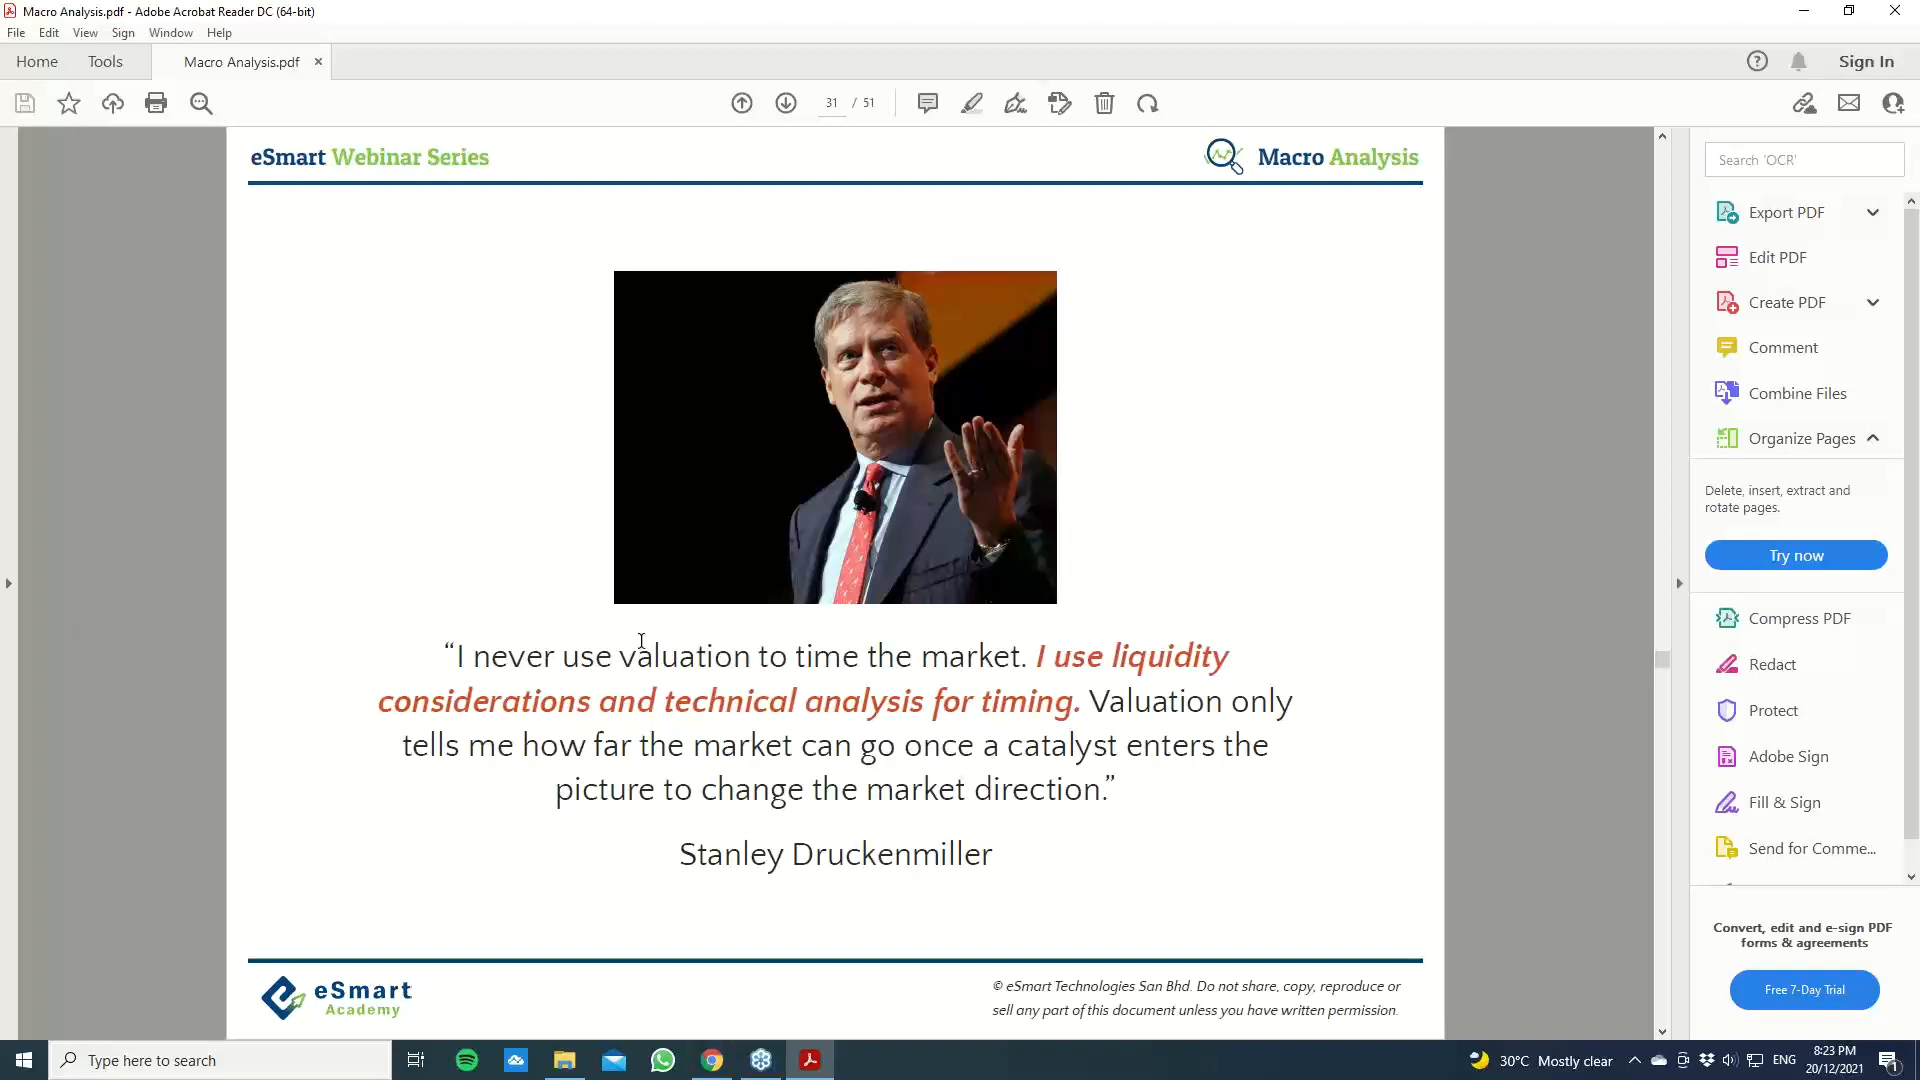 Macro Analysis.pdf - Adobe Acrobat Reader DC (64-bit)
File Edit View Sign Window Help
Home Tools Macro Analysis.pdf Sign In
31 / 51
eSmart Webinar Series Macro Analysis
“I never use valuation to time the market. I use liquidity
considerations and technical analysis for timing. Valuation only
tells me how far the market can go once a catalyst enters the
picture to change the market direction.”
Stanley Druckenmiller
eSmart
Academy
© eSmart Technologies San Bhd. Do not share, copy, reproduce or
sell any part of this document unless you have written permission.
Search 'OCR'
Export PDF
Edit PDF
Create PDF
Comment
Combine Files
Organize Pages
Delete, insert, extract and
rotate pages.
Try now
Compress PDF
Redact
Protect
Adobe Sign
Fill & Sign
Send for Comme...
Convert, edit and e-sign PDF
forms & agreements
Free 7-Day Trial
Type here to search
30°C Mostly clear
ENG
8:23 PM
20/12/2021
1